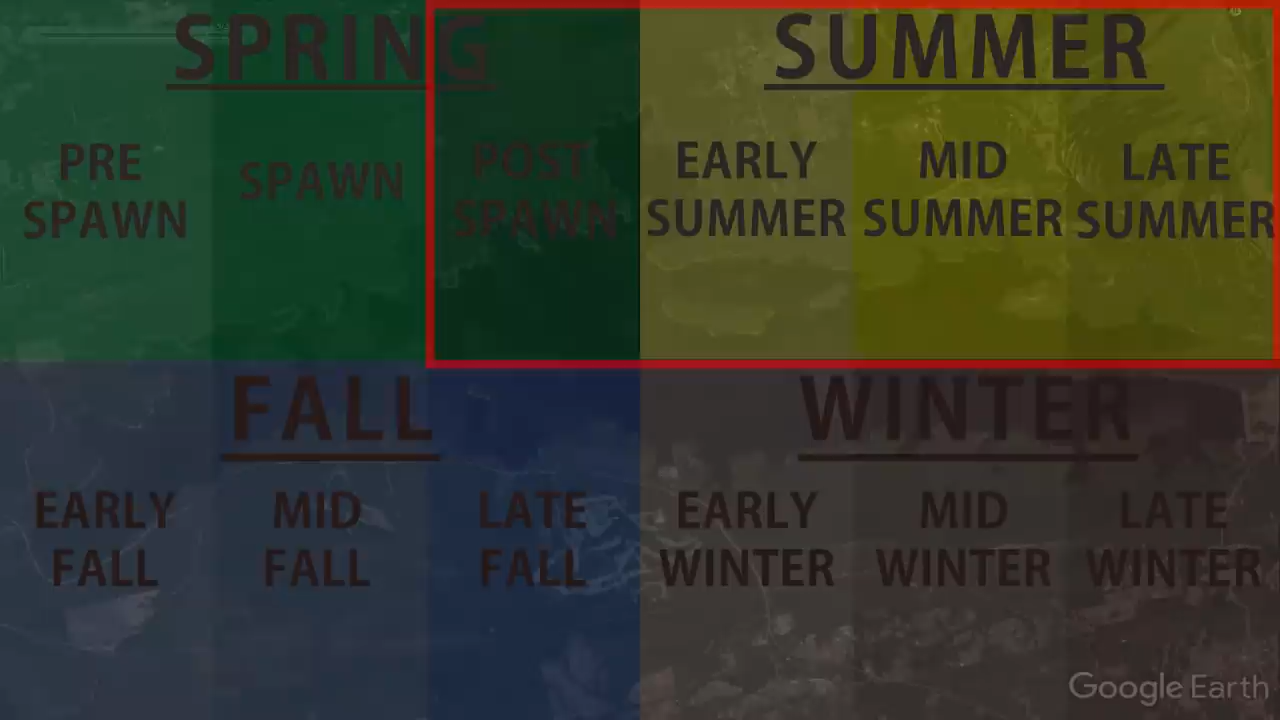 SPRING
PRE
SPAWN
SPAWN
POST
SPAWN
SUMMER
EARLY
SUMMER
MID
SUMMER
LATE
SUMMER
FALL
EARLY
FALL
MID
FALL
LATE
FALL
WINTER
EARLY
WINTER
MID
WINTER
LATE
WINTER
Google Earth